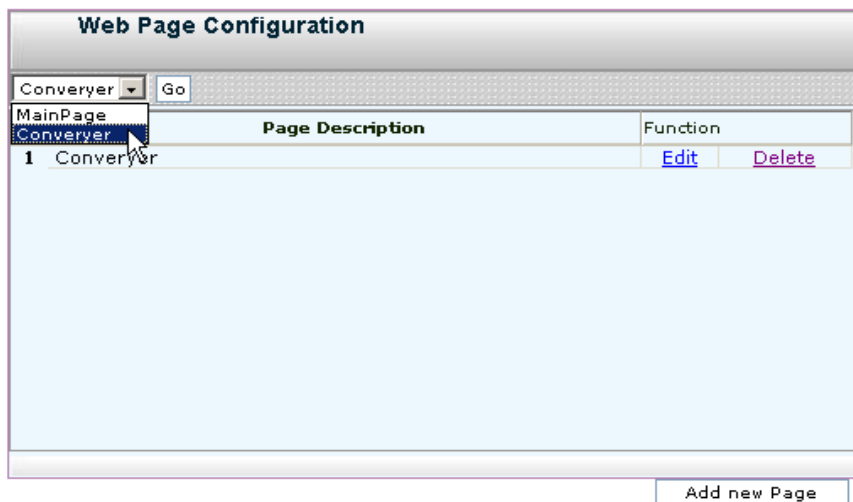 Web Page Configuration
Converyer Go
MainPage
Converyer
Page Description Function
1 Converyer Edit Delete
Add new Page